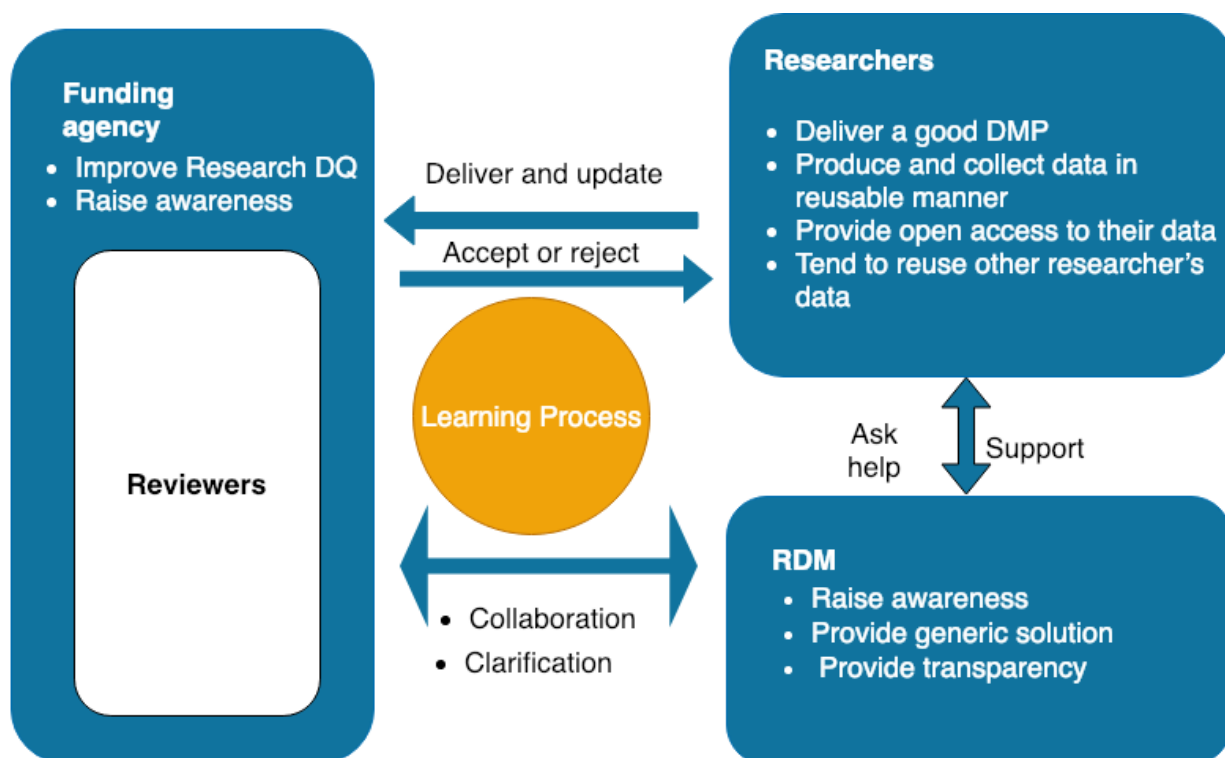 Funding
agency
• Improve Research DQ
• Raise awareness
Reviewers
Deliver and update
Accept or reject
Learning Process
• Collaboration
• Clarification
Researchers
• Deliver a good DMP
• Produce and collect data in
reusable manner
• Provide open access to their data
• Tend to reuse other researcher's
data
Ask
help
Support
RDM
• Raise awareness
• Provide generic solution
• Provide transparency